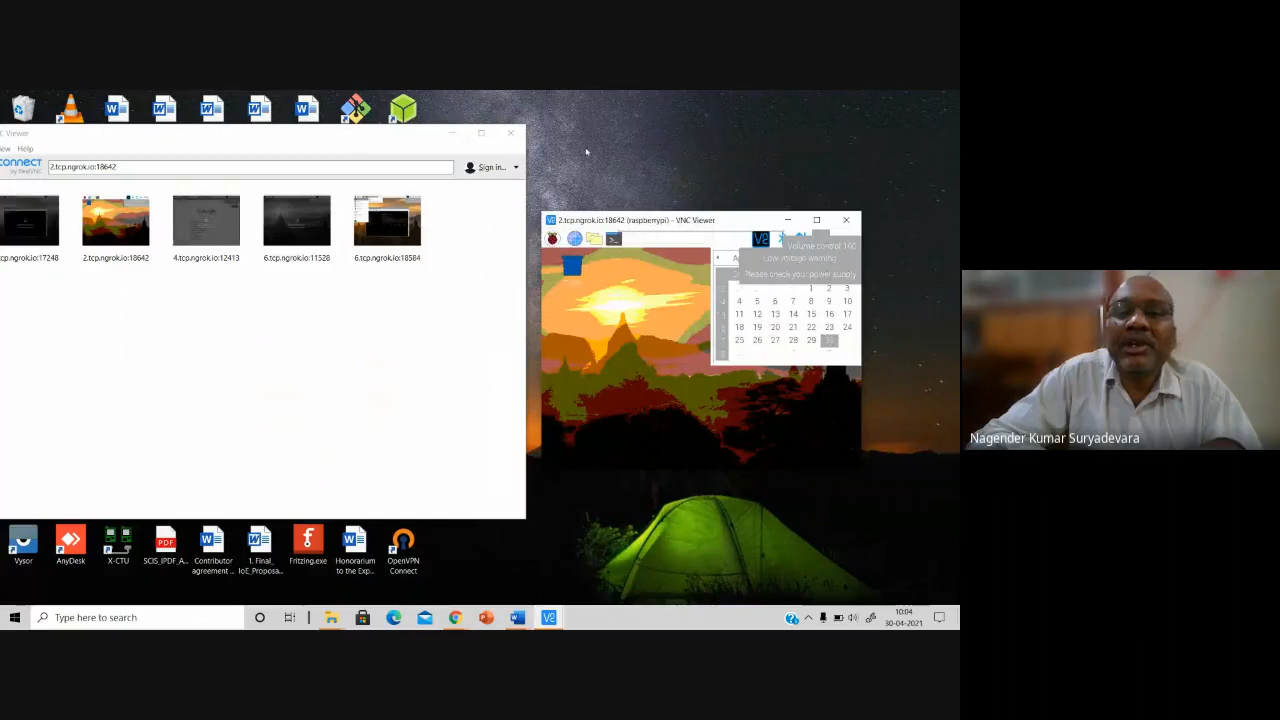 C Viewer
iew Help
CONNECT
by RealVNC
2.tcp.ngrok.io:18642
Sign in...
cp.ngrok.io:17248
2.tcp.ngrok.io:18642
4.tcp.ngrok.io:12413
6.tcp.ngrok.io:11528
6.tcp.ngrok.io:18584
2.tcp.ngrok.io:18642 (raspberrypi) - VNC Viewer
Volume control 100
Low voltage warning
Please check your power supply
1 2 3
4 5 6 7 8 9 10
11 12 13 14 15 16 17
18 19 20 21 22 23 24
25 26 27 28 29 30
Nagender Kumar Suryadevara
Vysor
AnyDesk
X-CTU
SCIS_IPDF_A...
Contributor agreement ...
1. Final_ IoE_Proposa...
Fritzing.exe
Honorarium to the Exp...
OpenVPN Connect
PDF
Type here to search
10:04
30-04-2021